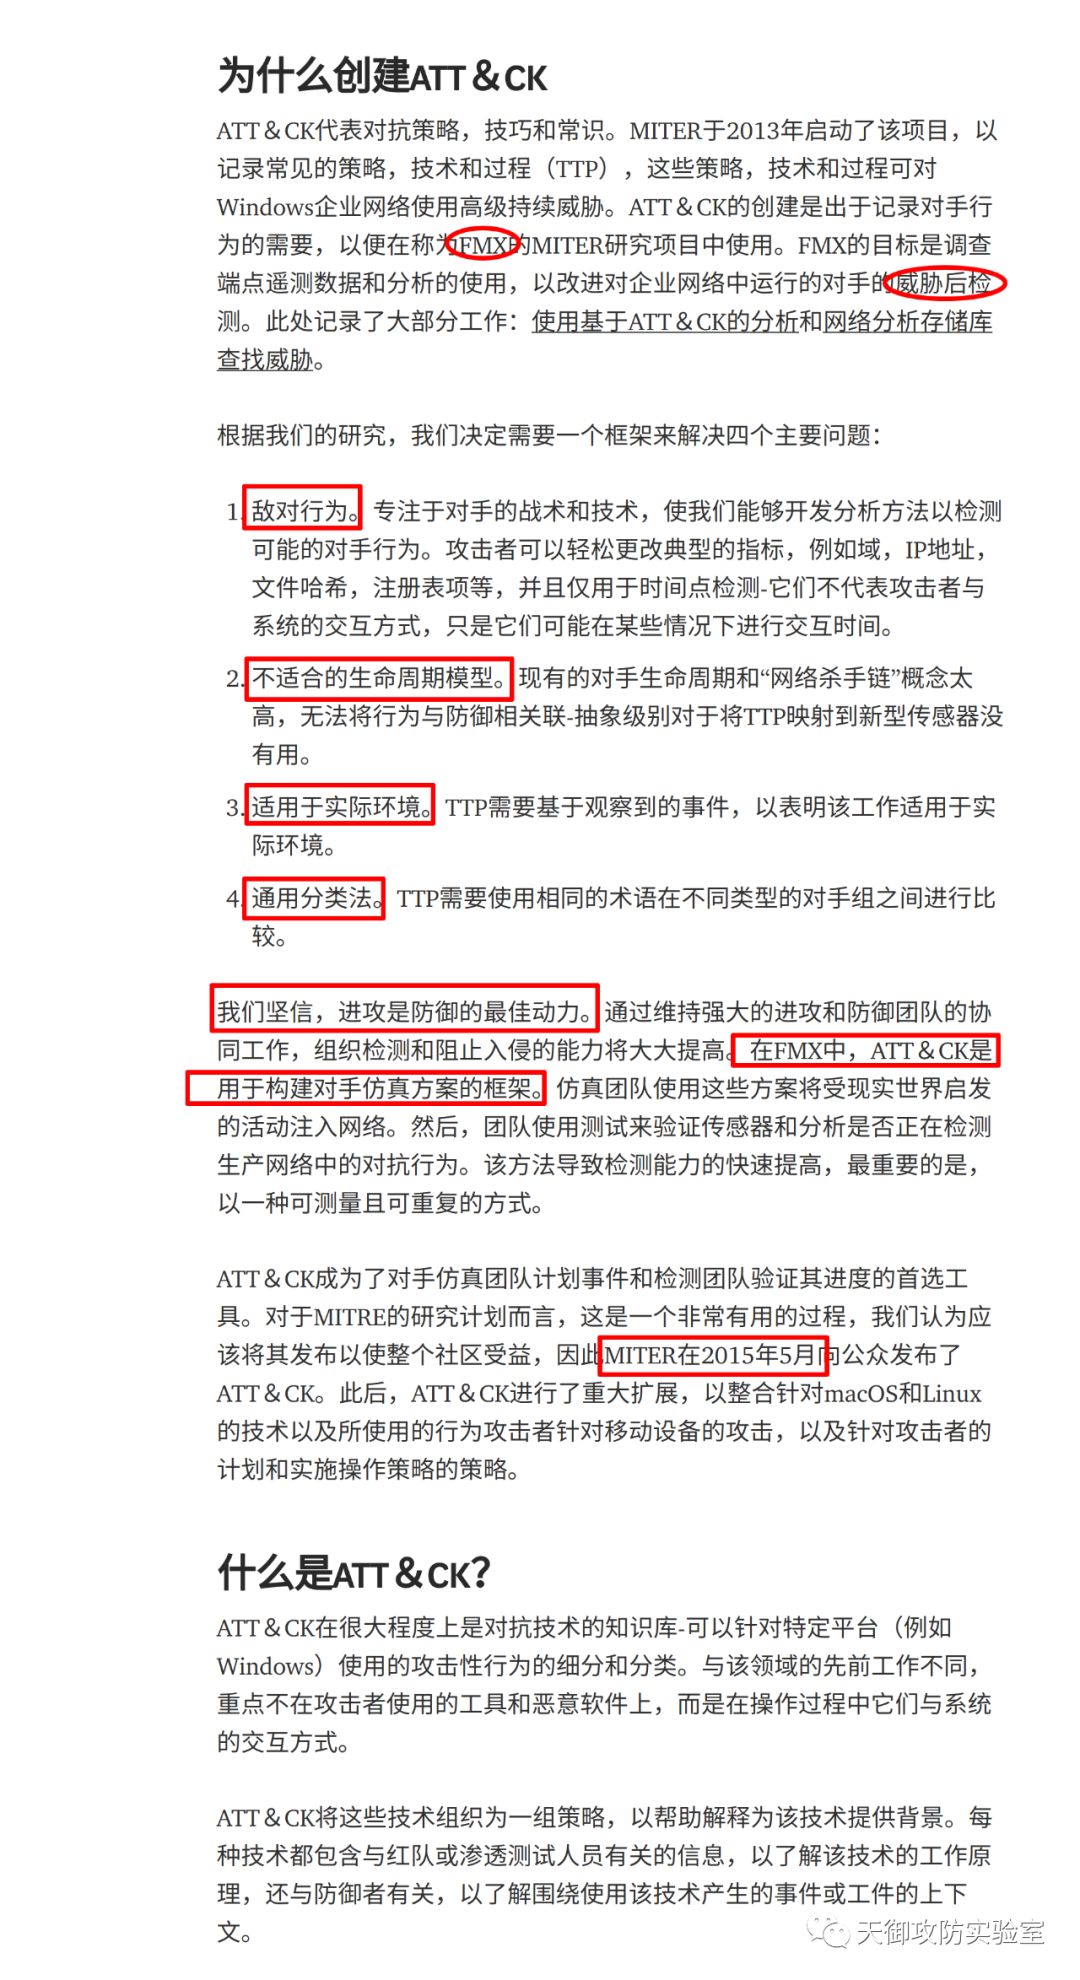 为什么创建ATT＆CK
ATT＆CK代表对抗策略，技巧和常识。MITER于2013年启动了该项目，以
记录常见的策略，技术和过程（TTP），这些策略，技术和过程可对
Windows企业网络使用高级持续威胁。ATT＆CK的创建是出于记录对手行
为的需要，以便在称为FMX的MITER研究项目中使用。FMX的目标是调查
端点遥测数据和分析的使用，以改进对企业网络中运行的对手的威胁后检
测。此处记录了大部分工作：使用基于ATT＆CK的分析和网络分析存储库
查找威胁。
根据我们的研究，我们决定需要一个框架来解决四个主要问题：
1. 敌对行为。专注于对手的战术和技术，使我们能够开发分析方法以检测
可能的对手行为。攻击者可以轻松更改典型的指标，例如域，IP地址，
文件哈希，注册表项等，并且仅用于时间点检测-它们不代表攻击者与
系统的交互方式，只是它们可能在某些情况下进行交互时间。
2. 不适合的生命周期模型。现有的对手生命周期和“网络杀手链”概念太
高，无法将行为与防御相关联-抽象级别对于将TTP映射到新型传感器没
有用。
3. 适用于实际环境。TTP需要基于观察到的事件，以表明该工作适用于实
际环境。
4. 通用分类法。TTP需要使用相同的术语在不同类型的对手组之间进行比
较。
我们坚信，进攻是防御的最佳动力。通过维持强大的进攻和防御团队的协
同工作，组织检测和阻止入侵的能力将大大提高。在FMX中，ATT＆CK是
用于构建对手仿真方案的框架。仿真团队使用这些方案将受现实世界启发
的活动注入网络。然后，团队使用测试来验证传感器和分析是否正在检测
生产网络中的对抗行为。该方法导致检测能力的快速提高，最重要的是，
以一种可测量且可重复的方式。
ATT＆CK成为了对手仿真团队计划事件和检测团队验证其进度的首选工
具。对于MITRE的研究计划而言，这是一个非常有用的过程，我们认为应
该将其发布以使整个社区受益，因此MITER在2015年5月向公众发布了
ATT＆CK。此后，ATT＆CK进行了重大扩展，以整合针对macOS和Linux
的技术以及所使用的行为攻击者针对移动设备的攻击，以及针对攻击者的
计划和实施操作策略的策略。
什么是ATT＆CK？
ATT＆CK在很大程度上是对抗技术的知识库-可以针对特定平台（例如
Windows）使用的攻击性行为的细分和分类。与该领域的先前工作不同，
重点不在攻击者使用的工具和恶意软件上，而是在操作过程中它们与系统
的交互方式。
ATT＆CK将这些技术组织为一组策略，以帮助解释为该技术提供背景。每
种技术都包含与红队或渗透测试人员有关的信息，以了解该技术的工作原
理，还与防御者有关，以了解围绕使用该技术产生的事件或工件的上下
文。
天御攻防实验室